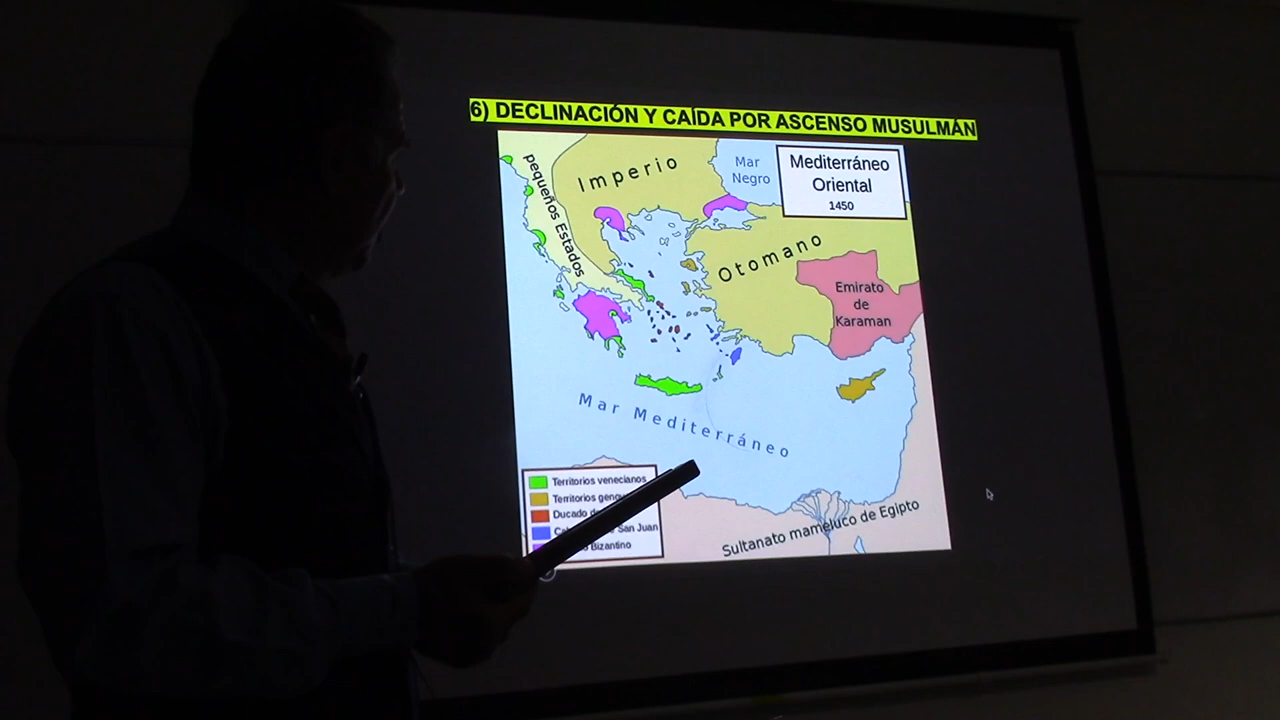 6) DECLINACIÓN Y CAÍDA POR ASCENSO MUSULMÁN
Mediterráneo
Oriental
1450
Mar
Negro
Imperio
pequeños Estados
Otomano
Emirato
de
Karaman
Mar Mediterráneo
Territorios venecianos
Territorios
Ducado
San Juan
Bizantino
Sultanato mameluco de Egipto